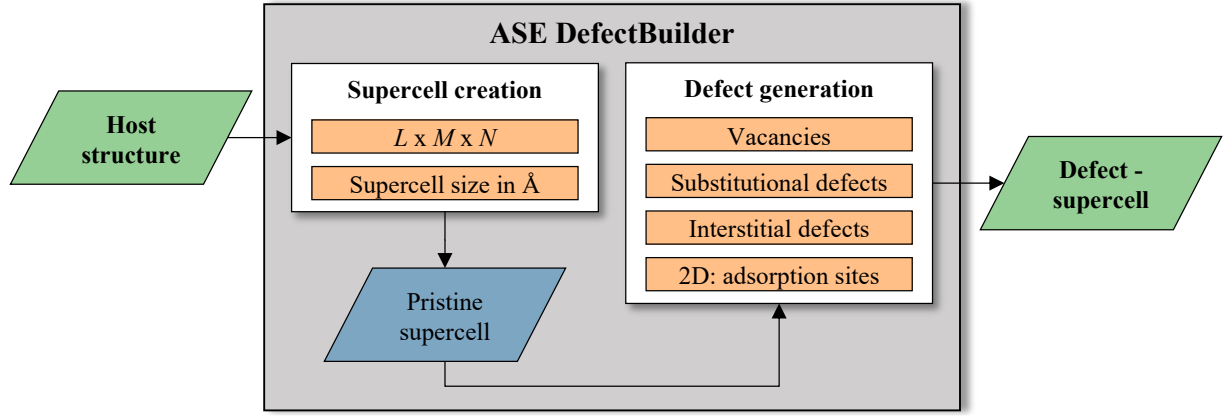 ASE DefectBuilder
Host
structure
Supercell creation
L x M x N
Supercell size in Å
Pristine
supercell
Defect generation
Vacancies
Substitutional defects
Interstitial defects
2D: adsorption sites
Defect -
supercell